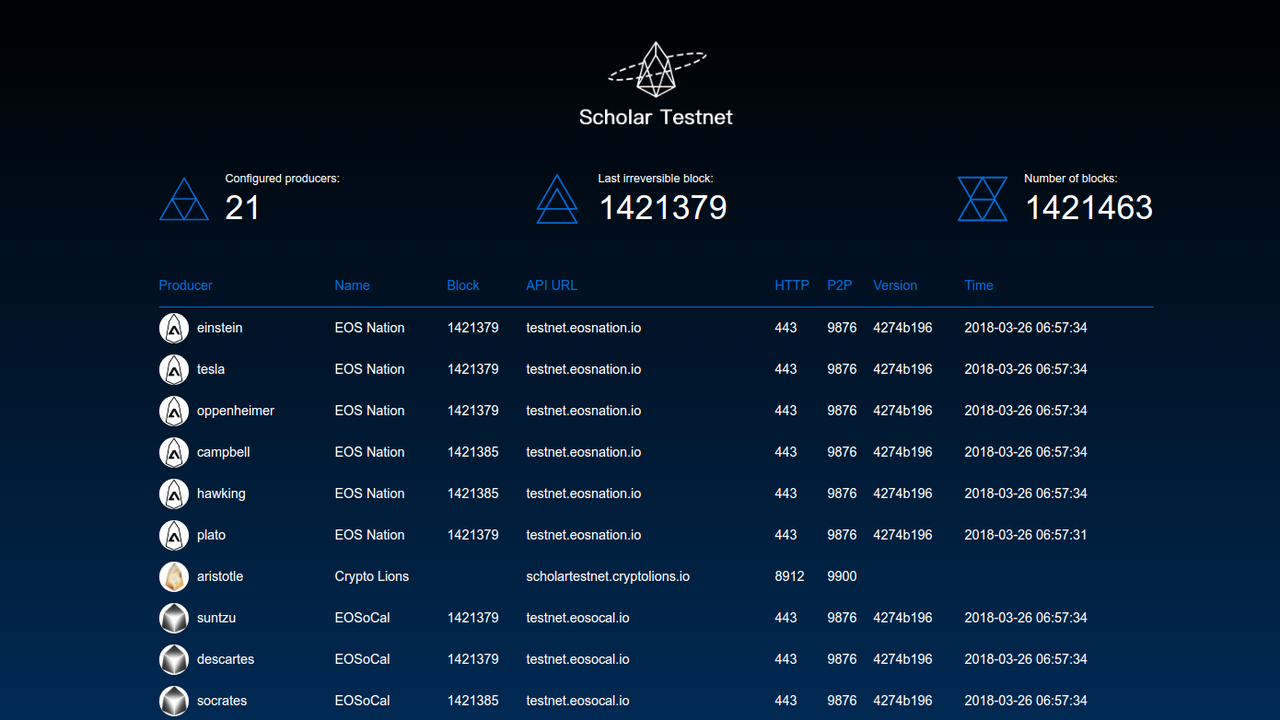 Scholar Testnet
Configured producers: Last irreversible block: Number of blocks:
21 1421379 1421463
Producer Name Block API URL HTTP P2P Version Time
einstein EOS Nation 1421379 testnet.eosnation.io 443 9876 4274b196 2018-03-26 06:57:34
tesla EOS Nation 1421379 testnet.eosnation.io 443 9876 4274b196 2018-03-26 06:57:34
oppenheimer EOS Nation 1421379 testnet.eosnation.io 443 9876 4274b196 2018-03-26 06:57:34
campbell EOS Nation 1421385 testnet.eosnation.io 443 9876 4274b196 2018-03-26 06:57:34
hawking EOS Nation 1421385 testnet.eosnation.io 443 9876 4274b196 2018-03-26 06:57:34
plato EOS Nation 1421379 testnet.eosnation.io 443 9876 4274b196 2018-03-26 06:57:31
aristotle Crypto Lions scholartestnet.cryptolions.io 8912 9900
suntzu EOSoCal 1421379 testnet.eosocal.io 443 9876 4274b196 2018-03-26 06:57:34
descartes EOSoCal 1421379 testnet.eosocal.io 443 9876 4274b196 2018-03-26 06:57:34
socrates EOSoCal 1421385 testnet.eosocal.io 443 9876 4274b196 2018-03-26 06:57:34